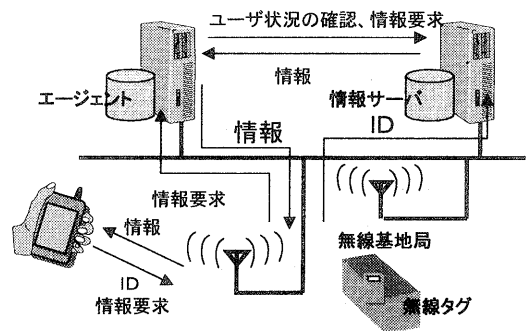 ユーザ状況の確認、情報要求
情報
エージェント
情報サーバ
情報
ID
情報要求
情報
無線基地局
ID
情報要求
無線タグ